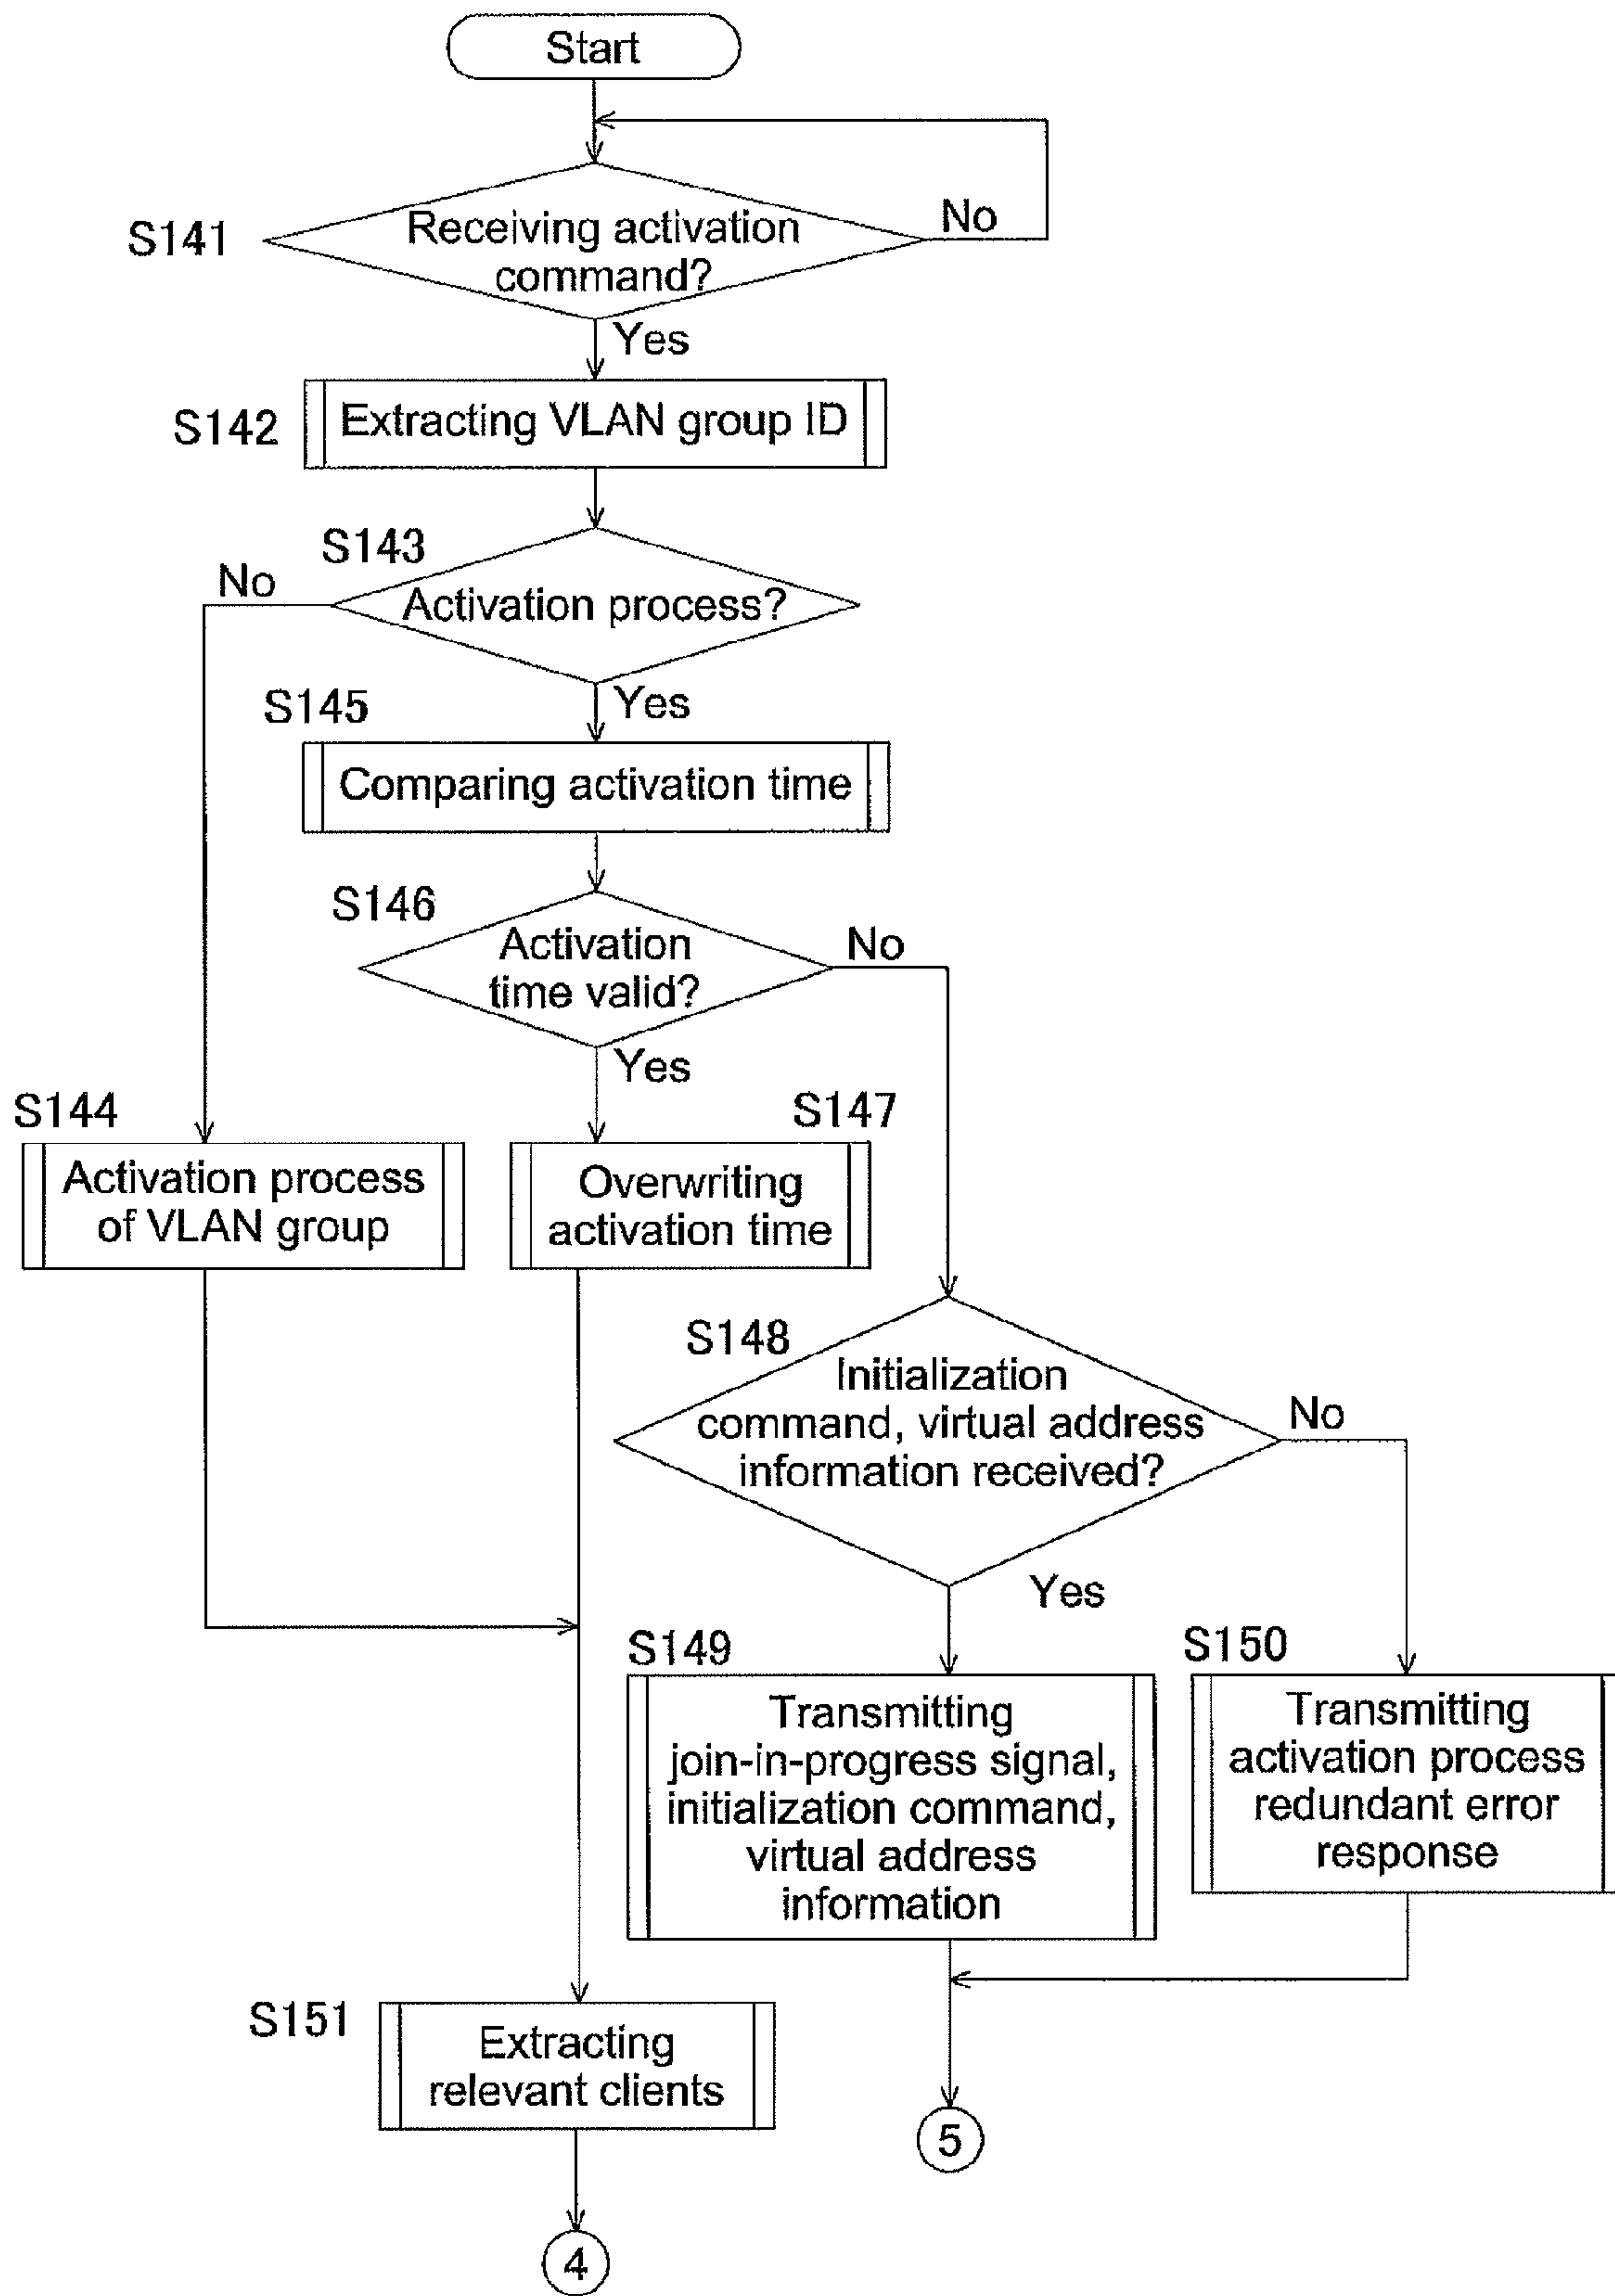 Start
S141
Receiving activation
command?
No
Yes
S142
Extracting VLAN group ID
S143
No
Activation process?
Yes
S145
Comparing activation time
S146
Activation
time valid?
No
Yes
S144
Activation process
of VLAN group
S147
Overwriting
activation time
S148
Initialization
command, virtual address
information received?
No
Yes
S149
Transmitting
join-in-progress signal,
initialization command,
virtual address
information
S150
Transmitting
activation process
redundant error
response
S151
Extracting
relevant clients
5
4